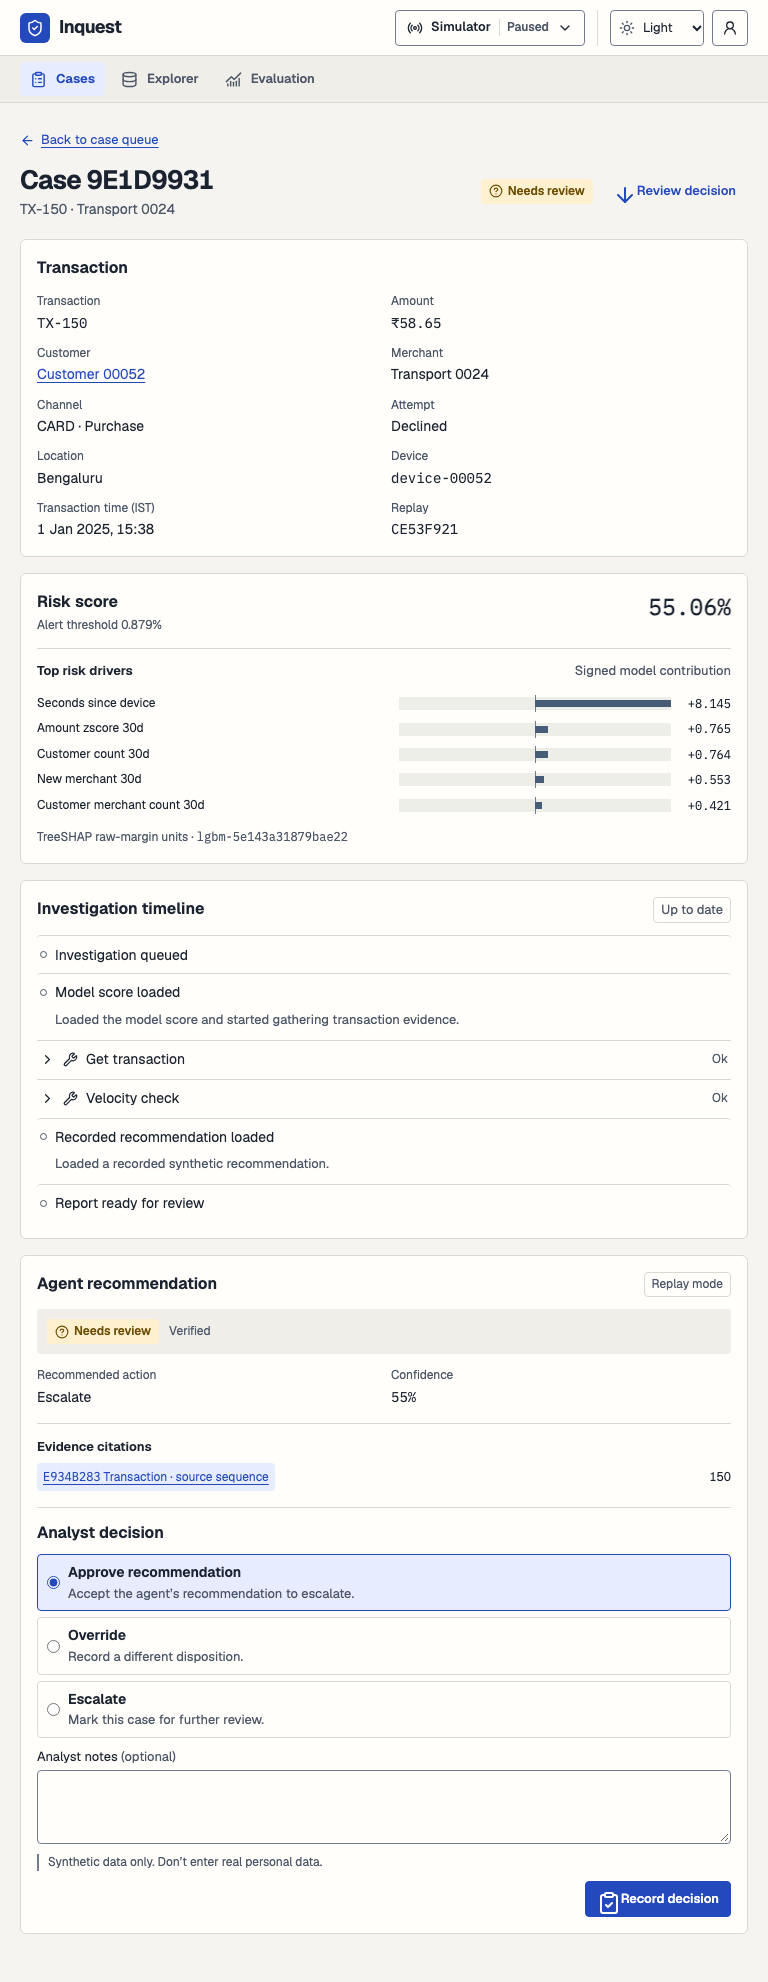 Inquest
Simulator Paused
Light
Cases
Explorer
Evaluation
Back to case queue
Case 9E1D9931
TX-150 · Transport 0024
Needs review
Review decision
Transaction
Transaction
TX-150
Amount
₹58.65
Customer
Customer 00052
Merchant
Transport 0024
Channel
CARD · Purchase
Attempt
Declined
Location
Bengaluru
Device
device-00052
Transaction time (IST)
1 Jan 2025, 15:38
Replay
CE53F921
Risk score
Alert threshold 0.879%
55.06%
Top risk drivers
Signed model contribution
Seconds since device +8.145
Amount zscore 30d +0.765
Customer count 30d +0.764
New merchant 30d +0.553
Customer merchant count 30d +0.421
TreeSHAP raw-margin units · lgbm-5e143a31879bae22
Investigation timeline
Up to date
Investigation queued
Model score loaded
Loaded the model score and started gathering transaction evidence.
Get transaction Ok
Velocity check Ok
Recorded recommendation loaded
Loaded a recorded synthetic recommendation.
Report ready for review
Agent recommendation
Replay mode
Needs review Verified
Recommended action
Escalate
Confidence
55%
Evidence citations
E934B283 Transaction · source sequence 150
Analyst decision
Approve recommendation
Accept the agent's recommendation to escalate.
Override
Record a different disposition.
Escalate
Mark this case for further review.
Analyst notes (optional)
Synthetic data only. Don't enter real personal data.
Record decision